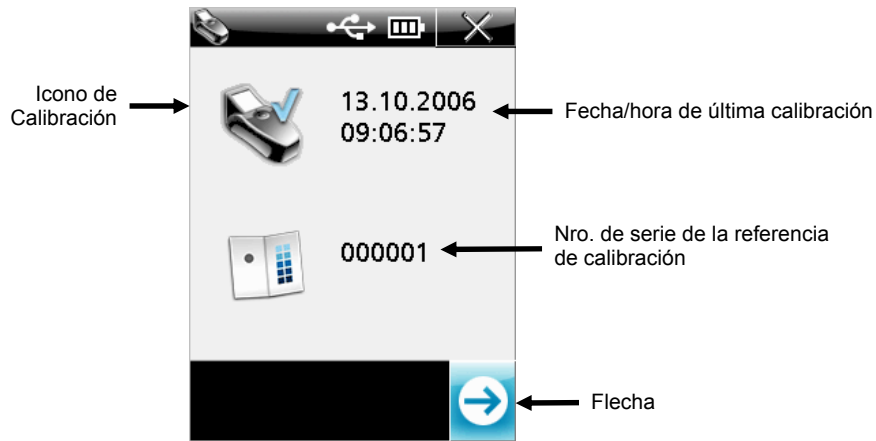 Icono de
Calibración
13.10.2006
09:06:57
Fecha/hora de última calibración
000001
Nro. de serie de la referencia
de calibración
Flecha